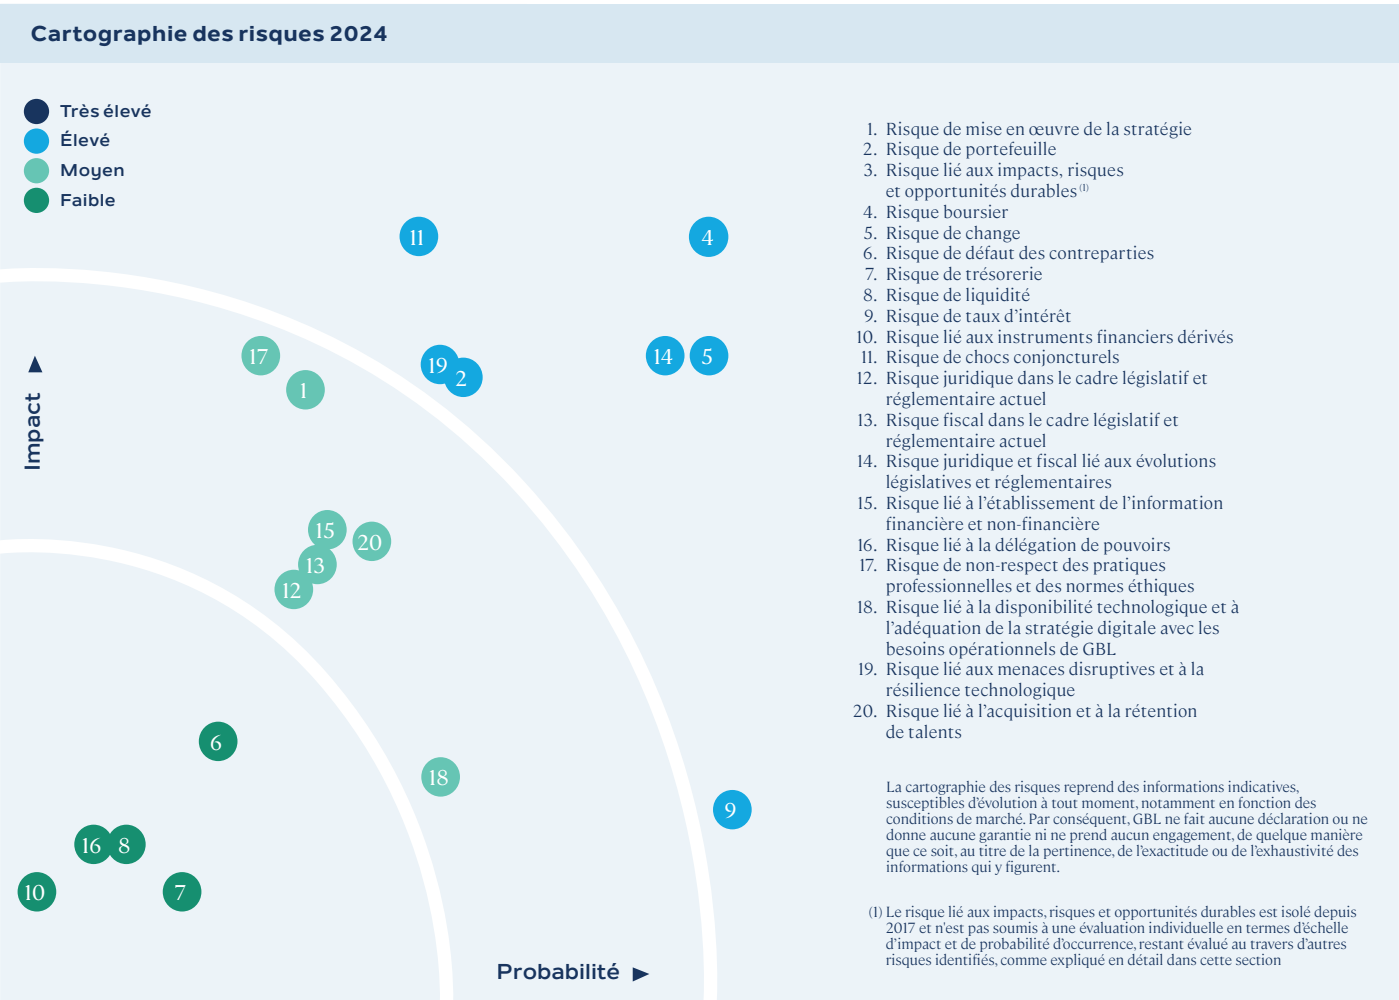 Cartographie des risques 2024
Très élevé
Élevé
Moyen
Faible
11
4
17
1
19
2
14
5
15
20
13
12
6
18
9
16
8
10
7
Impact
Probabilité
1. Risque de mise en œuvre de la stratégie
2. Risque de portefeuille
3. Risque lié aux impacts, risques
et opportunités durables (1)
4. Risque boursier
5. Risque de change
6. Risque de défaut des contreparties
7. Risque de trésorerie
8. Risque de liquidité
9. Risque de taux d'intérêt
10. Risque lié aux instruments financiers dérivés
11. Risque de chocs conjoncturels
12. Risque juridique dans le cadre législatif et
réglementaire actuel
13. Risque fiscal dans le cadre législatif et
réglementaire actuel
14. Risque juridique et fiscal lié aux évolutions
législatives et réglementaires
15. Risque lié à l'établissement de l'information
financière et non-financière
16. Risque lié à la délégation de pouvoirs
17. Risque de non-respect des pratiques
professionnelles et des normes éthiques
18. Risque lié à la disponibilité technologique et à
l'adéquation de la stratégie digitale avec les
besoins opérationnels de GBL
19. Risque lié aux menaces disruptives et à la
résilience technologique
20. Risque lié à l'acquisition et à la rétention
de talents
La cartographie des risques reprend des informations indicatives,
susceptibles d'évolution à tout moment, notamment en fonction des
conditions de marché. Par conséquent, GBL ne fait aucune déclaration ou ne
donne aucune garantie ni ne prend aucun engagement, de quelque manière
que ce soit, au titre de la pertinence, de l'exactitude ou de l'exhaustivité des
informations qui y figurent.
(1) Le risque lié aux impacts, risques et opportunités durables est isolé depuis
2017 et n'est pas soumis à une évaluation individuelle en termes d'échelle
d'impact et de probabilité d'occurrence, restant évalué au travers d'autres
risques identifiés, comme expliqué en détail dans cette section